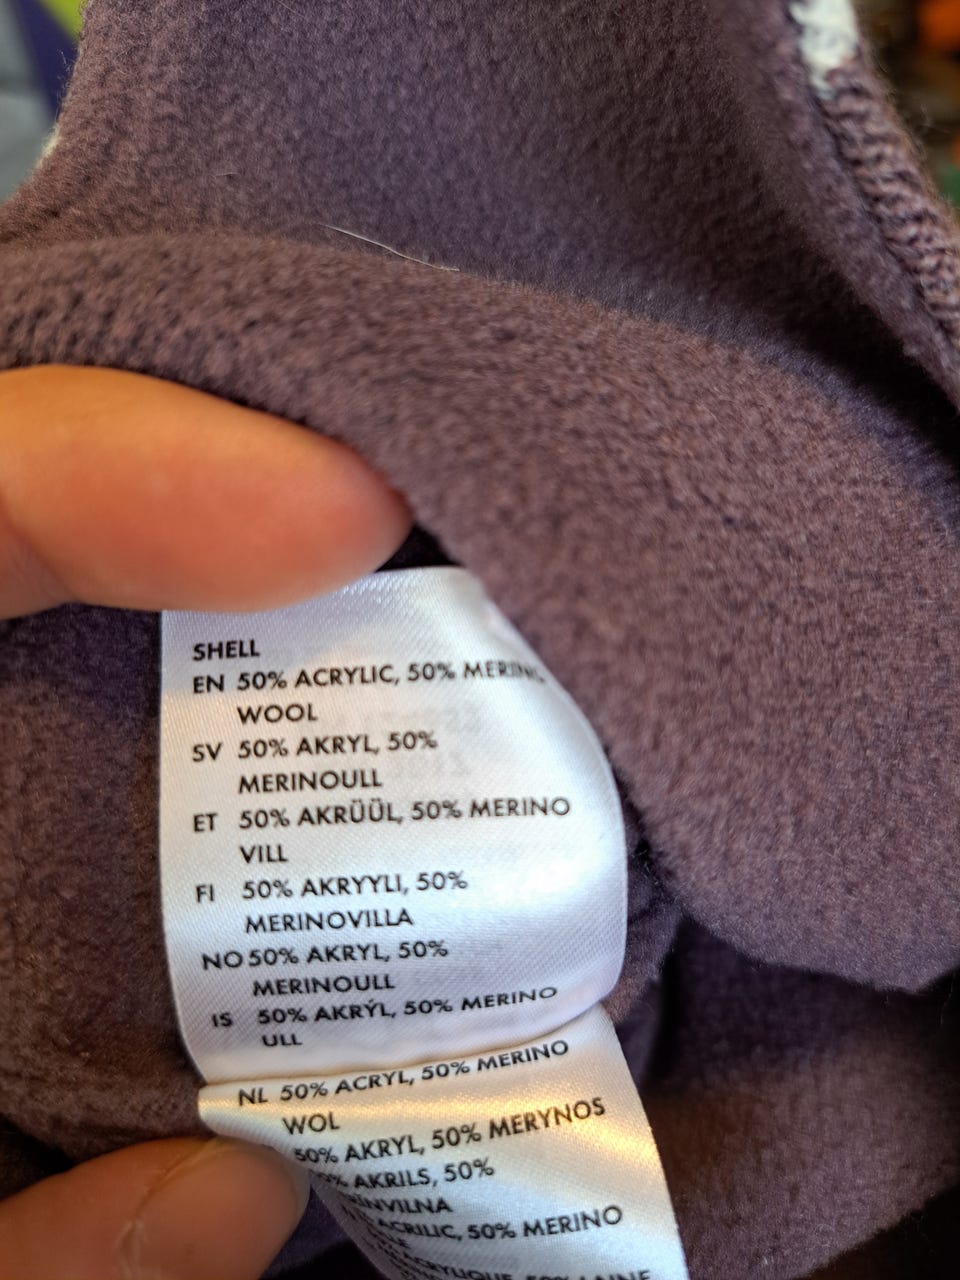 SHELL
EN 50% ACRYLIC, 50% MERINO
WOOL
SV 50% AKRYL, 50%
MERINOULL
ET 50% AKRÜÜL, 50% MERINO
VILL
FI 50% AKRYYLI, 50%
MERINOVILLA
NO 50% AKRYL, 50%
MERINOULL
IS 50% AKRÝL, 50% MERINO
ULL
NL 50% ACRYL, 50% MERINO
WOL
50% AKRYL, 50% MERYNOS
AKRILS, 50%
ACRILIC, 50% MERINO
50% LAINE